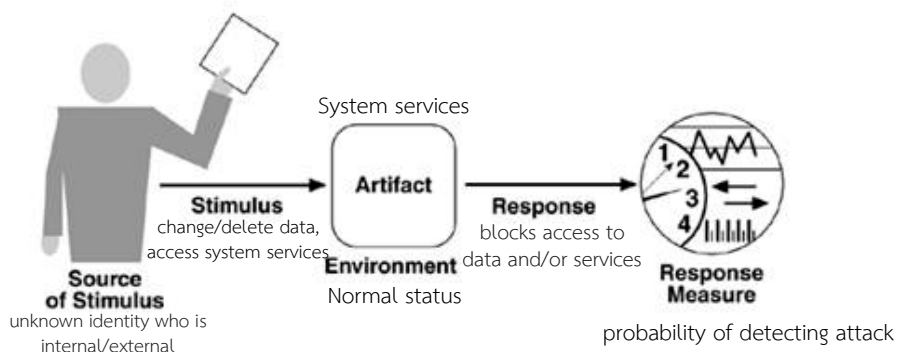 System services
Artifact
Stimulus
change/delete data,
access system services
Response
blocks access to
data and/or services
Environment
Normal status
Source
of Stimulus
unknown identity who is
internal/external
1
2
3
4
Response
Measure
probability of detecting attack